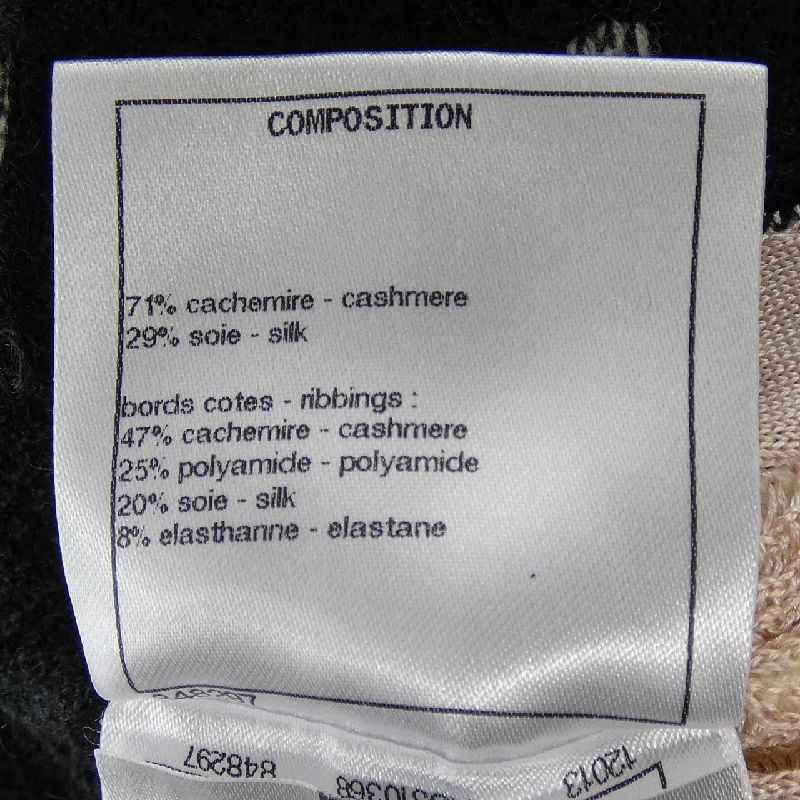 COMPOSITION
71% cachemire - cashmere
29% soie - silk
bords cotes - ribbings :
47% cachemire - cashmere
25% polyamide - polyamide
20% soie - silk
8% elasthanne - elastane
848297
848297
12013